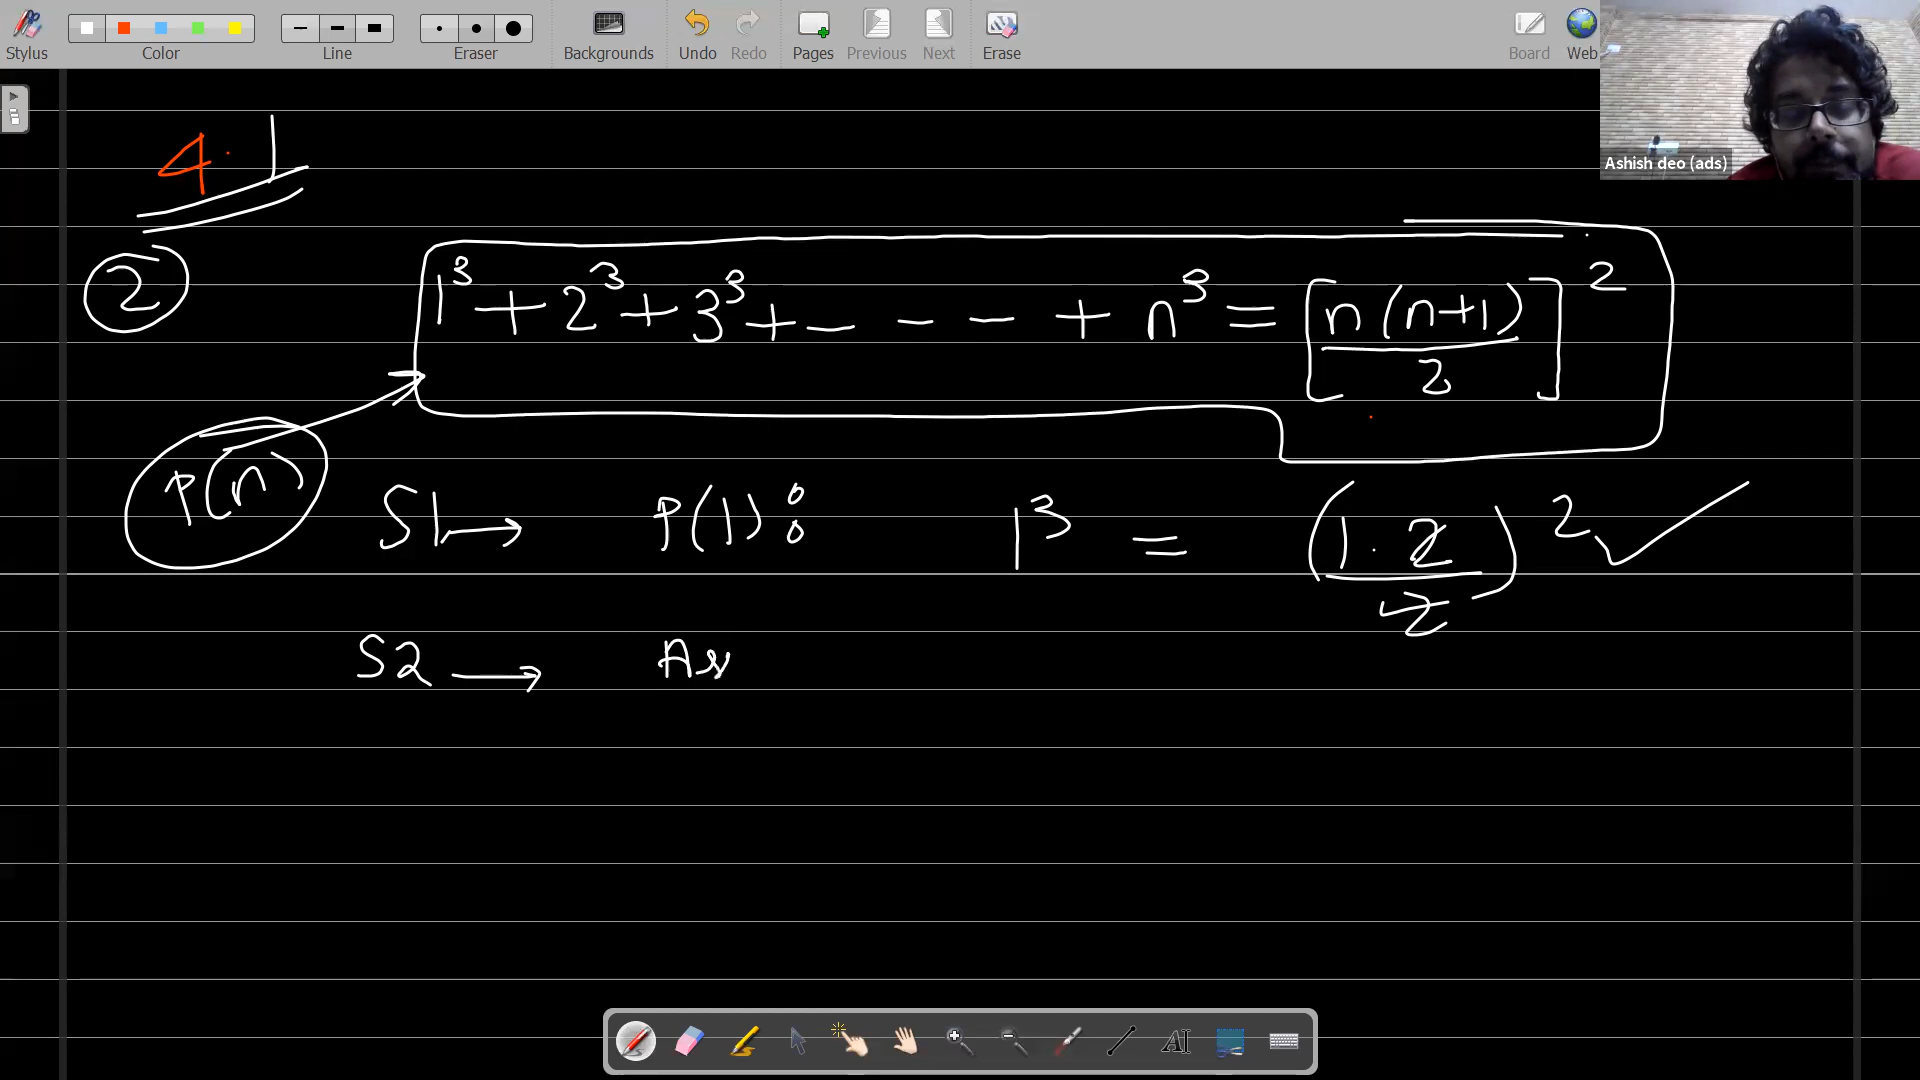 Stylus Color Line Eraser Backgrounds Undo Redo Pages Previous Next Erase Board Web
Ashish deo (ads)
4.1
2 1³ + 2³ + 3³ + - - - + n³ = [n(n+1)/2]²
P(n) S1 → P(1): 1³ = (1.2/2)² ✓
S2 → As
AI